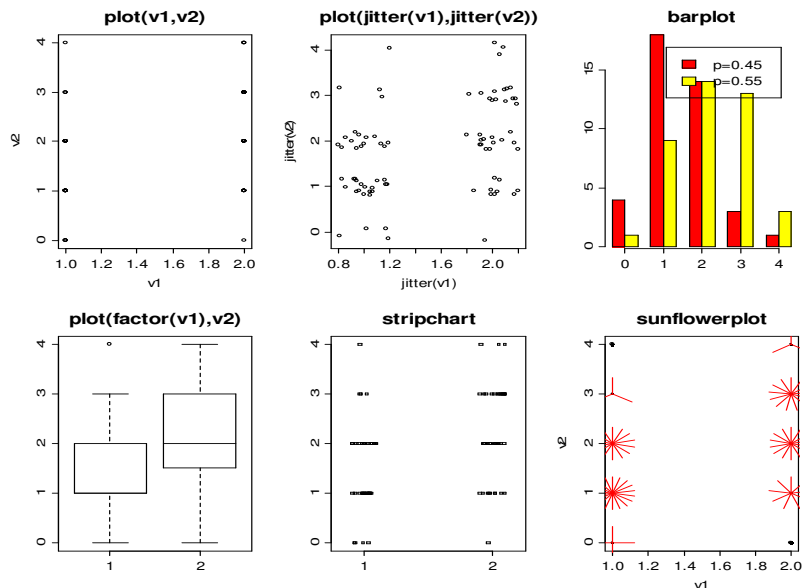 plot(v1,v2)
v2
4
3
2
1
0
1.0 1.2 1.4 1.6 1.8 2.0
v1
plot(jitter(v1),jitter(v2))
jitter(v2)
4
3
2
1
0
0.8 1.2 1.6 2.0
jitter(v1)
barplot
p=0.45
p=0.55
15
10
5
0
0 1 2 3 4
plot(factor(v1),v2)
4
3
2
1
0
1 2
stripchart
4
3
2
1
0
1 2
sunflowerplot
v2
4
3
2
1
0
1.0 1.2 1.4 1.6 1.8 2.0
v1